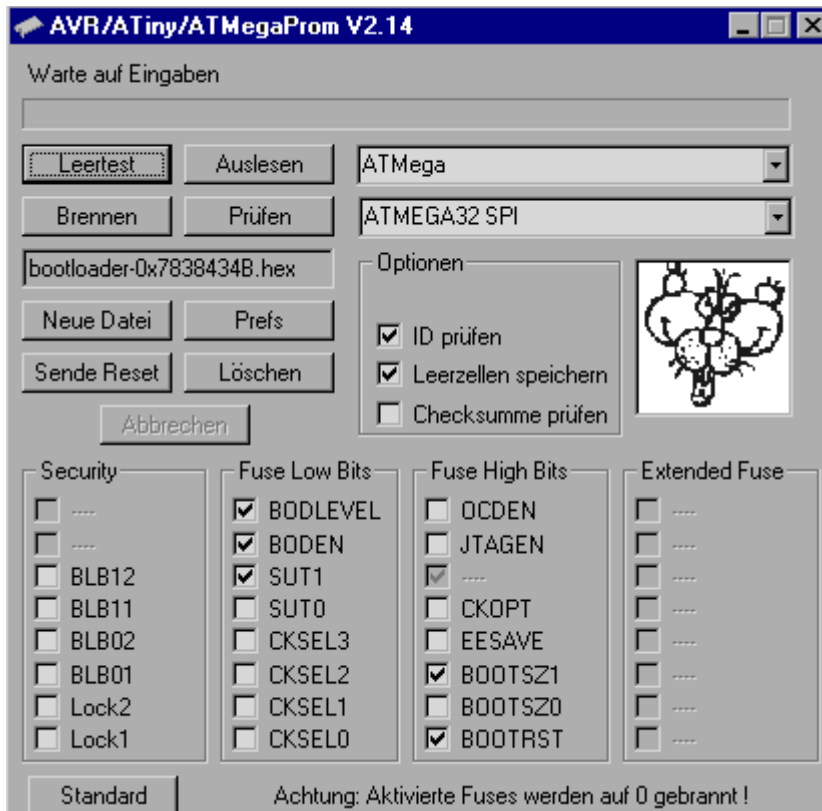 AVR/ATiny/ATMegaProm V2.14
Warte auf Eingaben
Leertest Auslesen ATMega
Brennen Prüfen ATMEGA32 SPI
bootloader-0x7838434B.hex
Optionen
Neue Datei Prefs
ID prüfen
Sende Reset Löschen
Leerzellen speichern
Abbrechen
Checksumme prüfen
Security
----
----
BLB12
BLB11
BLB02
BLB01
Lock2
Lock1
Fuse Low Bits
BODLEVEL
BODEN
SUT1
SUT0
CKSEL3
CKSEL2
CKSEL1
CKSEL0
Fuse High Bits
OCDEN
JTAGEN
----
CKOPT
EESAVE
BOOTSZ1
BOOTSZ0
BOOTRST
Extended Fuse
----
----
----
----
----
----
----
----
Standard
Achtung: Aktivierte Fuses werden auf 0 gebrannt !